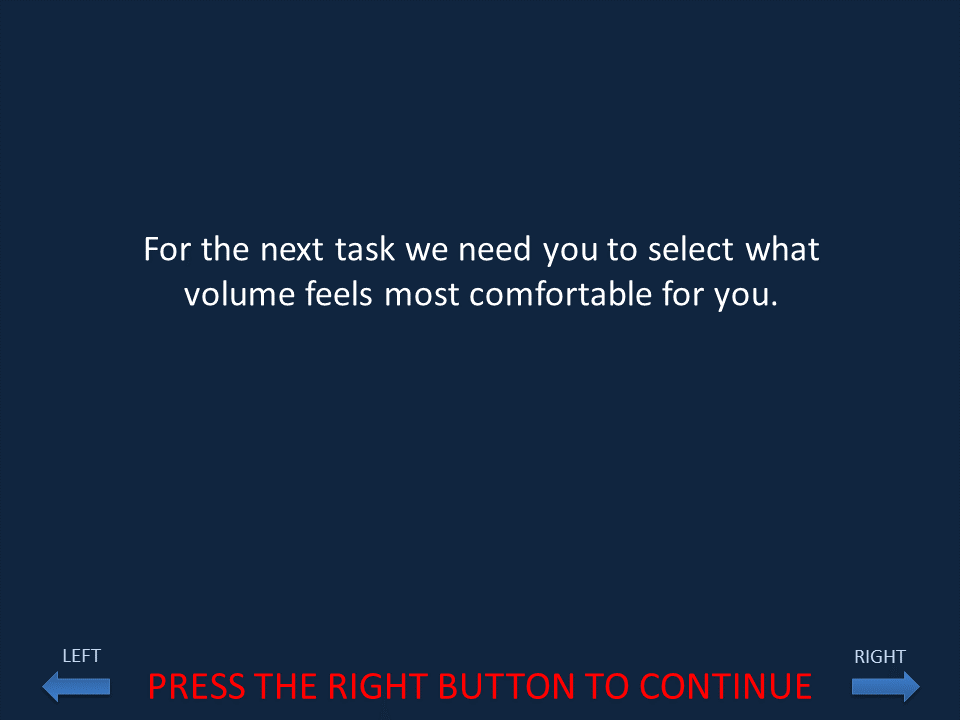 For the next task we need you to select what
volume feels most comfortable for you.
LEFT
RIGHT
PRESS THE RIGHT BUTTON TO CONTINUE